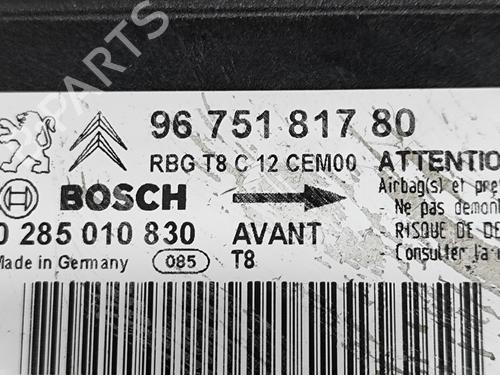 96 751 817 80
RBG T8 C 12 CEM00
ATTENTIO
BOSCH
Airbag(s) et pre
- Ne pas demont
0 285 010 830
AVANT
- RISQUE DE DE
Made in Germany
085
T8
- Consulter la
PARTS